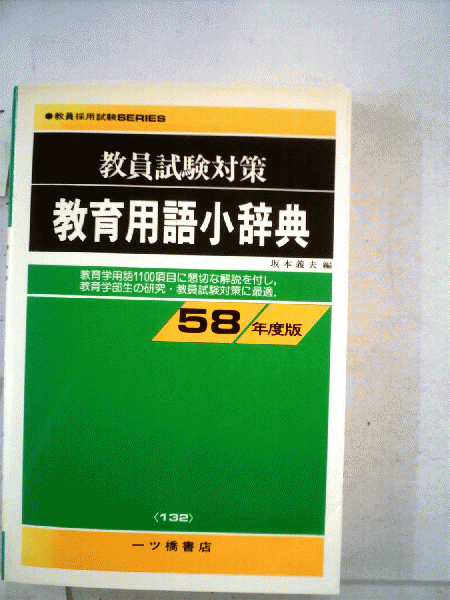 ●教員採用試験SERIES
教員試験対策
教育用語小辞典
坂本義夫 編
教育学用語1100項目に懇切な解説を付し,
教育学部生の研究・教員試験対策に最適。
58年度版
〈132〉
一ツ橋書店